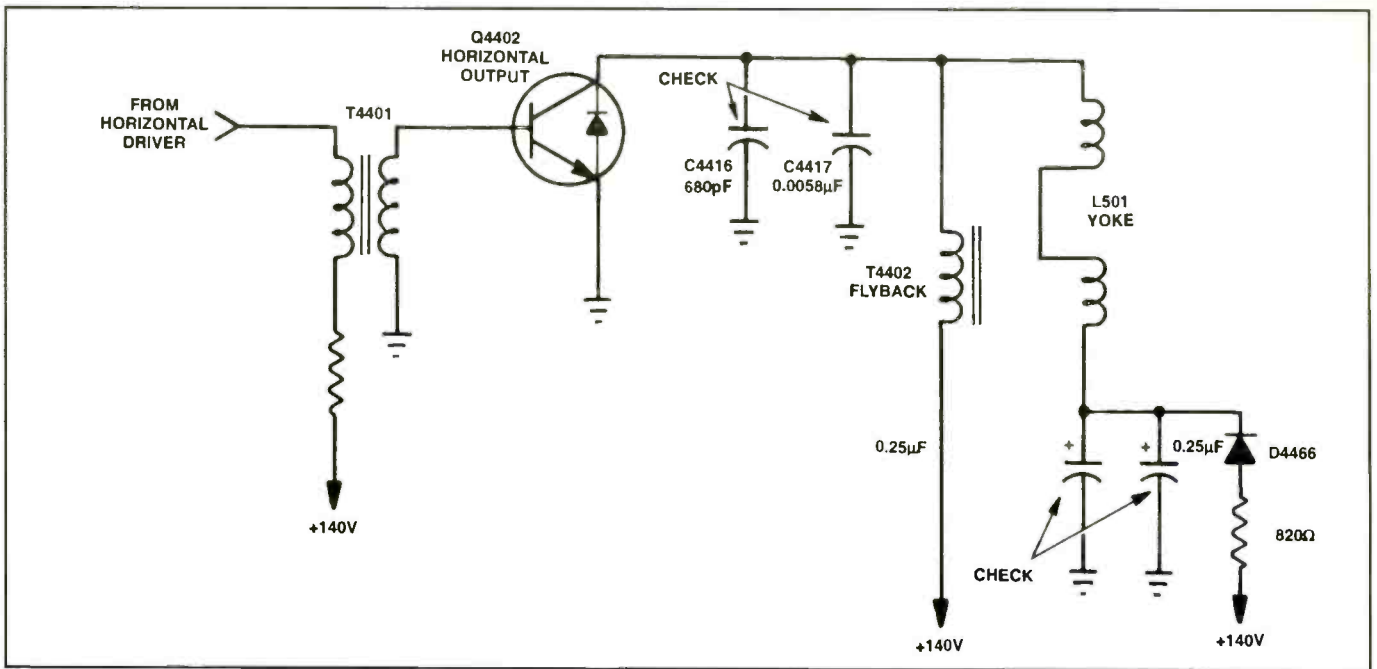 Q4402
HORIZONTAL
OUTPUT
FROM
HORIZONTAL
DRIVER
T4401
CHECK
C4416
680pF
C4417
0.0058µF
L501
YOKE
T4402
FLYBACK
0.25µF
+
+
0.25µF
D4466
820Ω
CHECK
+140V
+140V
+140V